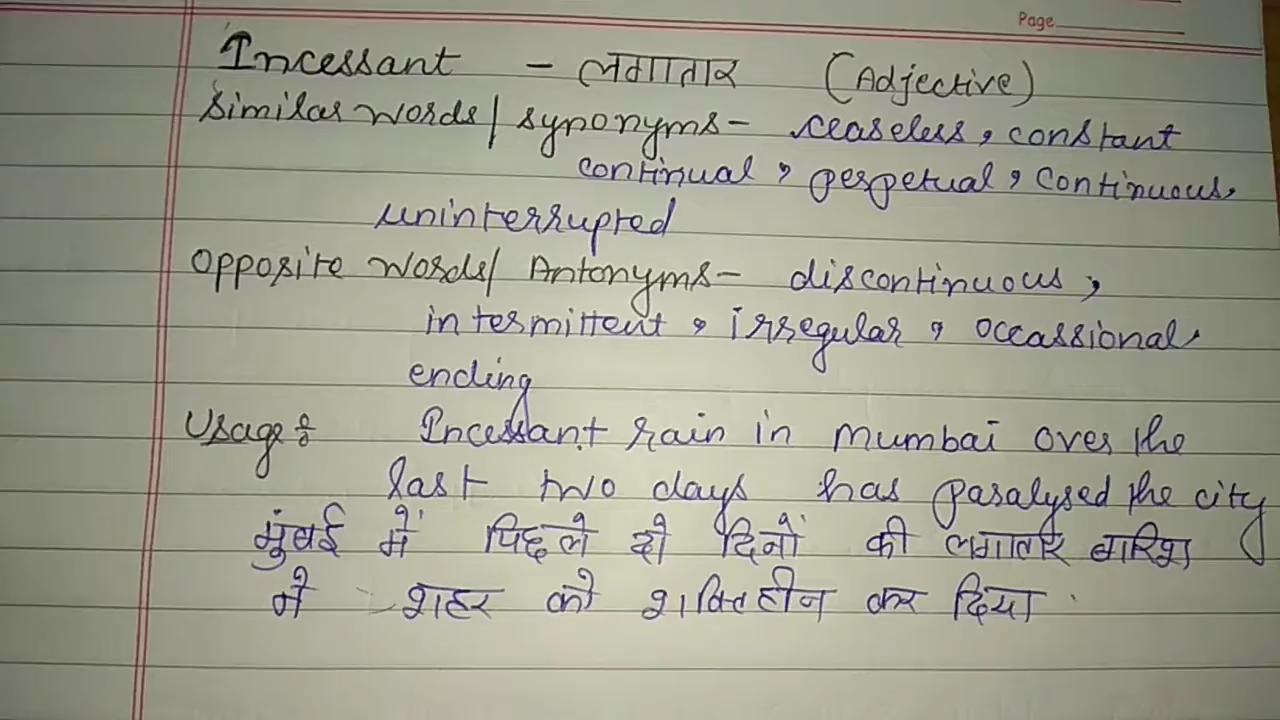 Page
Incessant - लगातार (Adjective)
Similar words/ synonyms- ceaseless, constant
continual, perpetual, continuous,
uninterrupted
Opposite words/ Antonyms- discontinuous,
intermittent, irregular, occassional,
ending
Usage: Incessant rain in Mumbai over the
last two days has paralysed the city
मुंबई में पिछले दो दिनों की लगातार बारिश
ने शहर को शक्तिहीन कर दिया